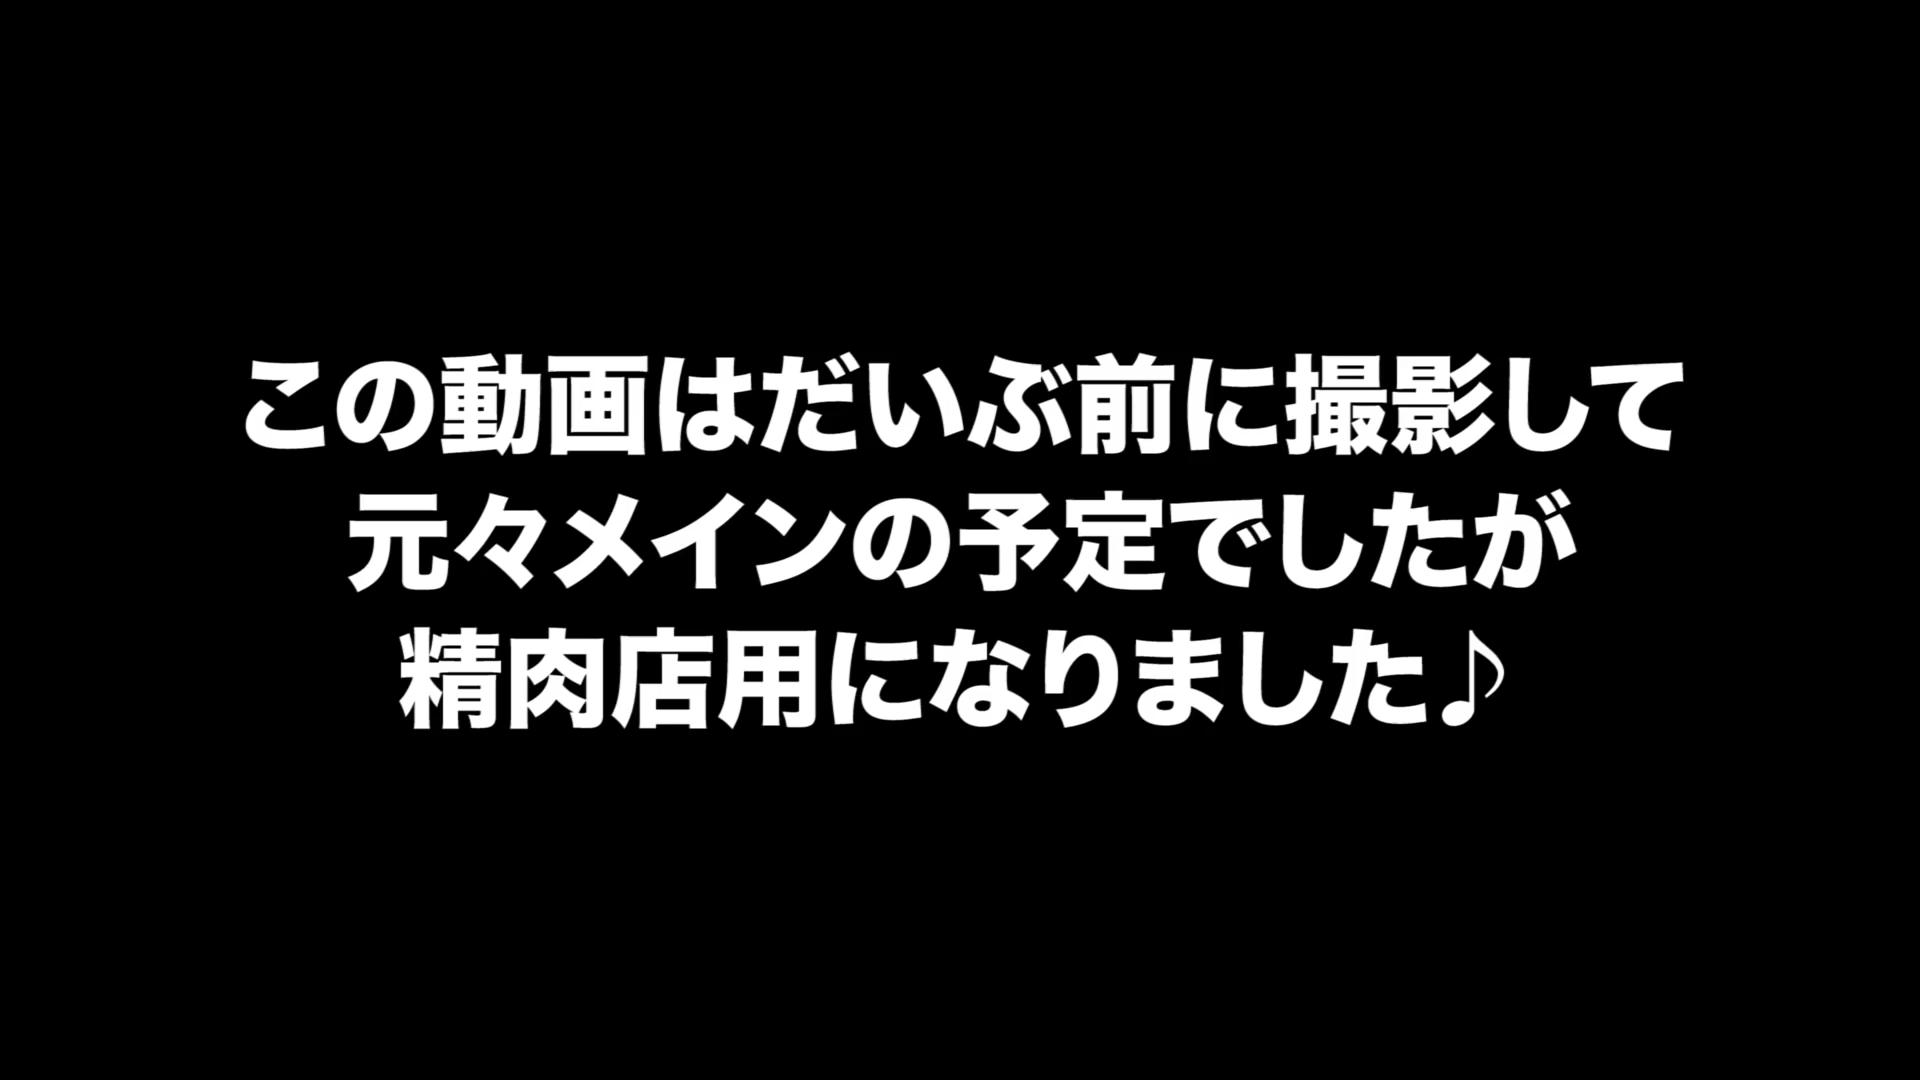 この動画はだいぶ前に撮影して
元々メインの予定でしたが
精肉店用になりました♪